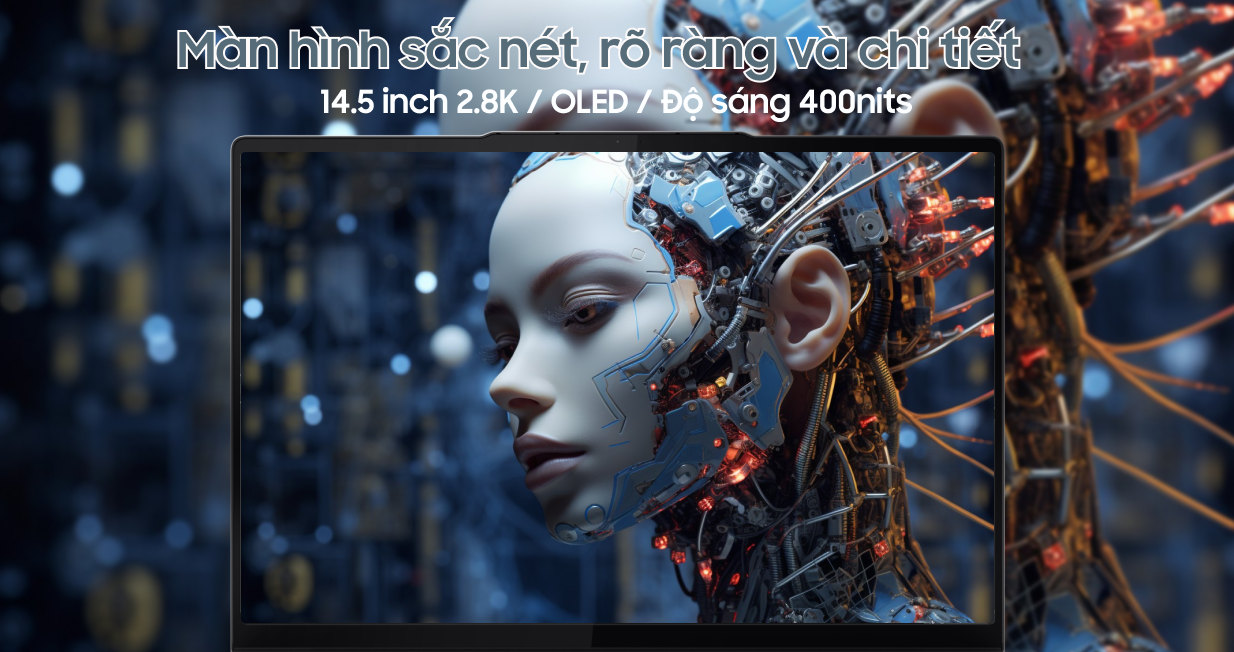 Màn hình sắc nét, rõ ràng và chi tiết
14.5 inch 2.8K / OLED / Độ sáng 400nits